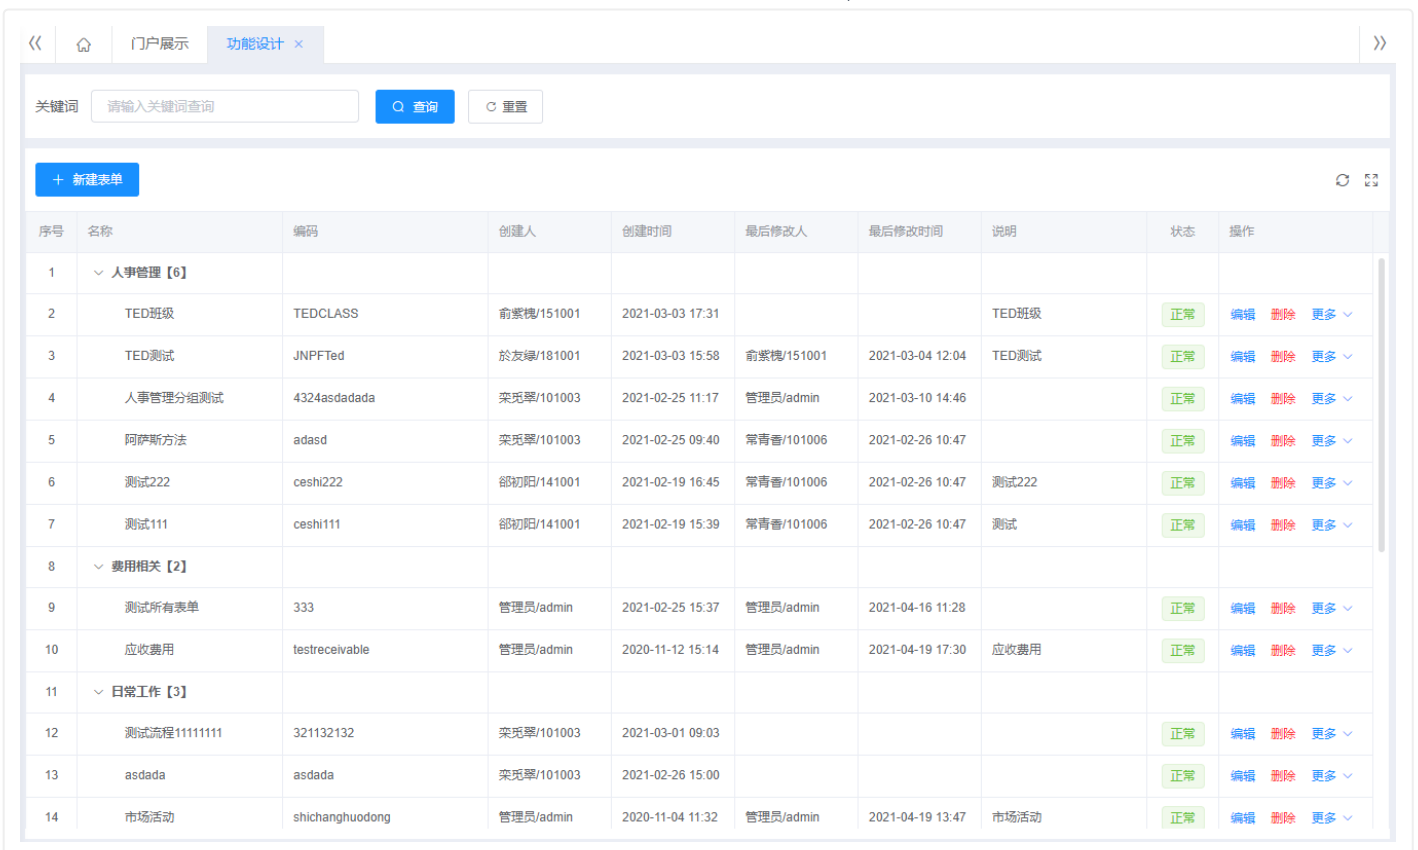 门户展示 功能设计 ×
关键词 请输入关键词查询 查询 重置
+ 新建表单
序号 名称 编码 创建人 创建时间 最后修改人 最后修改时间 说明 状态 操作
1 人事管理【6】
2 TED班级 TEDCLASS 俞紫槐/151001 2021-03-03 17:31 TED班级 正常 编辑 删除 更多
3 TED测试 JNPFTed 於友绿/181001 2021-03-03 15:58 俞紫槐/151001 2021-03-04 12:04 TED测试 正常 编辑 删除 更多
4 人事管理分组测试 4324asdadada 栾觅翠/101003 2021-02-25 11:17 管理员/admin 2021-03-10 14:46 正常 编辑 删除 更多
5 阿萨斯方法 adasd 栾觅翠/101003 2021-02-25 09:40 常青香/101006 2021-02-26 10:47 正常 编辑 删除 更多
6 测试222 ceshi222 郤初阳/141001 2021-02-19 16:45 常青香/101006 2021-02-26 10:47 测试222 正常 编辑 删除 更多
7 测试111 ceshi111 郤初阳/141001 2021-02-19 15:39 常青香/101006 2021-02-26 10:47 测试 正常 编辑 删除 更多
8 费用相关【2】
9 测试所有表单 333 管理员/admin 2021-02-25 15:37 管理员/admin 2021-04-16 11:28 正常 编辑 删除 更多
10 应收费用 testreceivable 管理员/admin 2020-11-12 15:14 管理员/admin 2021-04-19 17:30 应收费用 正常 编辑 删除 更多
11 日常工作【3】
12 测试流程11111111 321132132 栾觅翠/101003 2021-03-01 09:03 正常 编辑 删除 更多
13 asdada asdada 栾觅翠/101003 2021-02-26 15:00 正常 编辑 删除 更多
14 市场活动 shichanghuodong 管理员/admin 2020-11-04 11:32 管理员/admin 2021-04-19 13:47 市场活动 正常 编辑 删除 更多